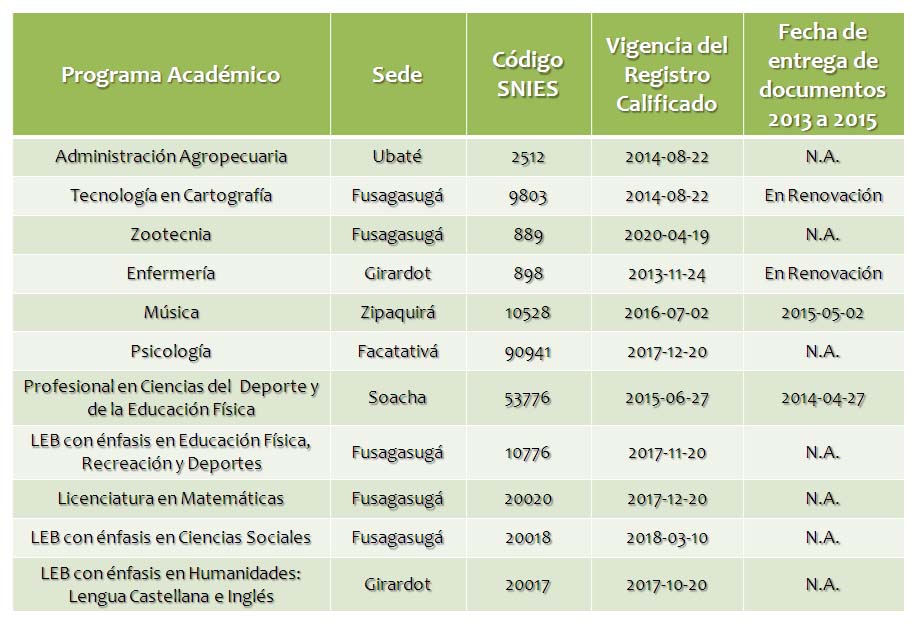 Programa Académico
Sede
Código
SNIES
Vigencia del
Registro
Calificado
Fecha de
entrega de
documentos
2013 a 2015
Administración Agropecuaria Ubaté 2512 2014-08-22 N.A.
Tecnología en Cartografía Fusagasugá 9803 2014-08-22 En Renovación
Zootecnia Fusagasugá 889 2020-04-19 N.A.
Enfermería Girardot 898 2013-11-24 En Renovación
Música Zipaquirá 10528 2016-07-02 2015-05-02
Psicología Facatativá 90941 2017-12-20 N.A.
Profesional en Ciencias del Deporte y
de la Educación Física
Soacha 53776 2015-06-27 2014-04-27
LEB con énfasis en Educación Física,
Recreación y Deportes
Fusagasugá 10776 2017-11-20 N.A.
Licenciatura en Matemáticas Fusagasugá 20020 2017-12-20 N.A.
LEB con énfasis en Ciencias Sociales Fusagasugá 20018 2018-03-10 N.A.
LEB con énfasis en Humanidades:
Lengua Castellana e Inglés
Girardot 20017 2017-10-20 N.A.